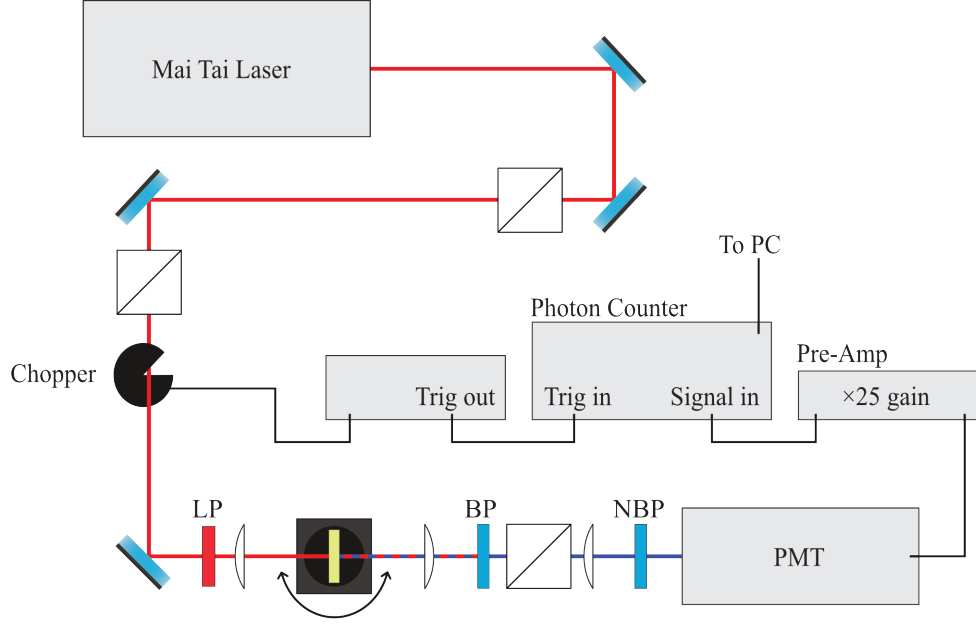 Mai Tai Laser
To PC
Photon Counter
Pre-Amp
Chopper
Trig out
Trig in
Signal in
×25 gain
LP
BP
NBP
PMT